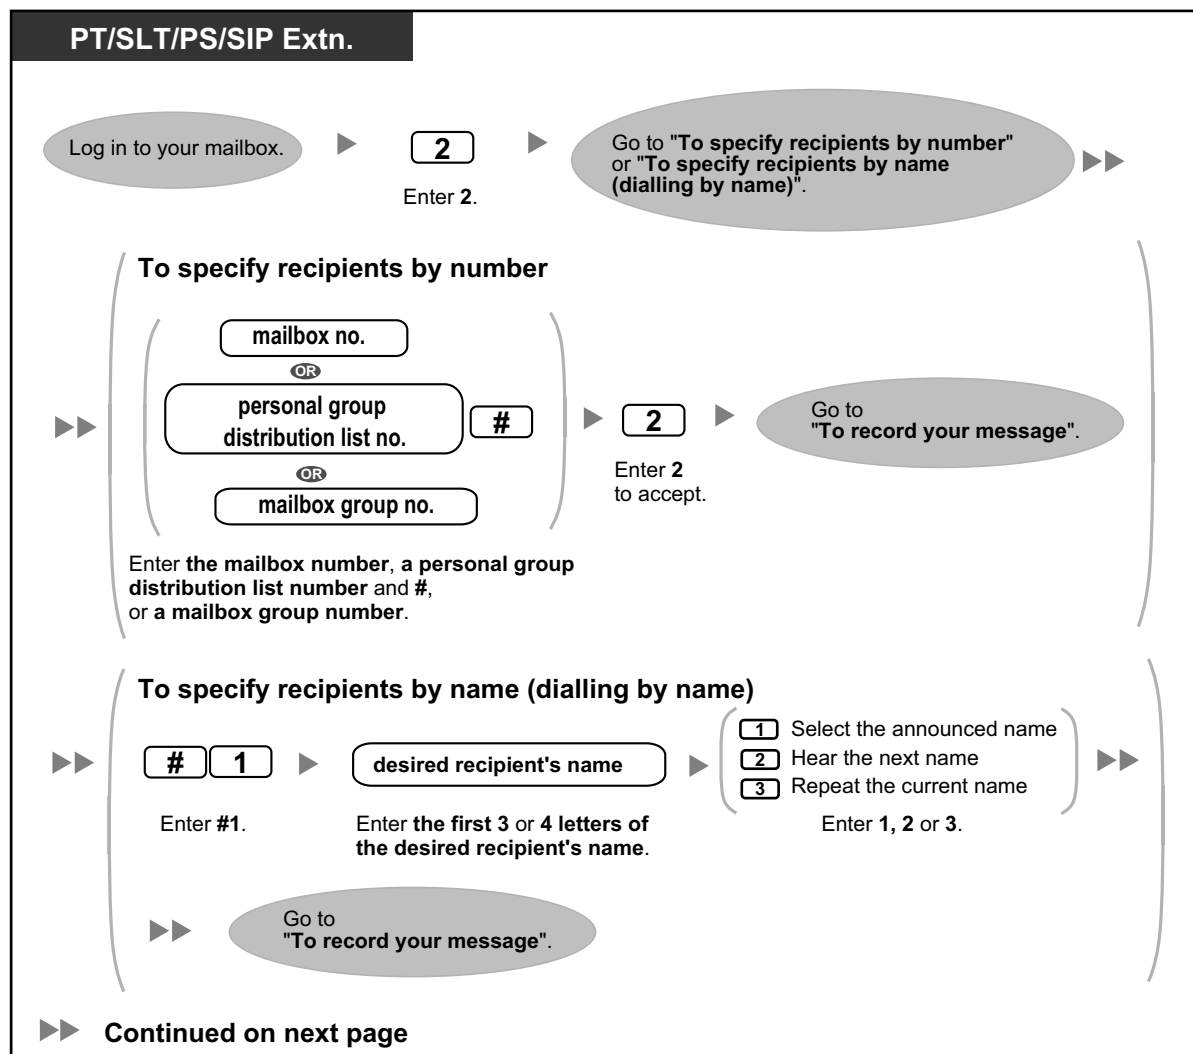 PT/SLT/PS/SIP Extn.
Log in to your mailbox.
2
Enter 2.
Go to "To specify recipients by number"
or "To specify recipients by name
(dialling by name)".
To specify recipients by number
mailbox no.
OR
personal group
distribution list no.
#
OR
mailbox group no.
Enter the mailbox number, a personal group
distribution list number and #,
or a mailbox group number.
2
Enter 2
to accept.
Go to
"To record your message".
To specify recipients by name (dialling by name)
# 1
Enter #1.
desired recipient's name
Enter the first 3 or 4 letters of
the desired recipient's name.
1 Select the announced name
2 Hear the next name
3 Repeat the current name
Enter 1, 2 or 3.
Go to
"To record your message".
Continued on next page